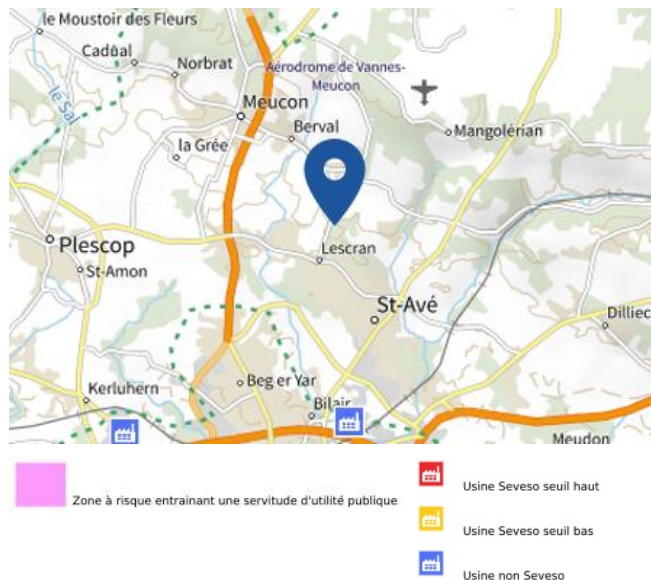 le Moustoir des Fleurs
Cadual
Norbrat
Aérodrome de Vannes-
Meucon
le Sal
Meucon
Berval
Mangolérian
la Grée
Plescop
St-Amon
Lescran
St-Avé
Dilliec
Beg er Yar
Kerluhern
Bilair
Meudon
Zone à risque entrainant une servitude d'utilité publique
Usine Seveso seuil haut
Usine Seveso seuil bas
Usine non Seveso